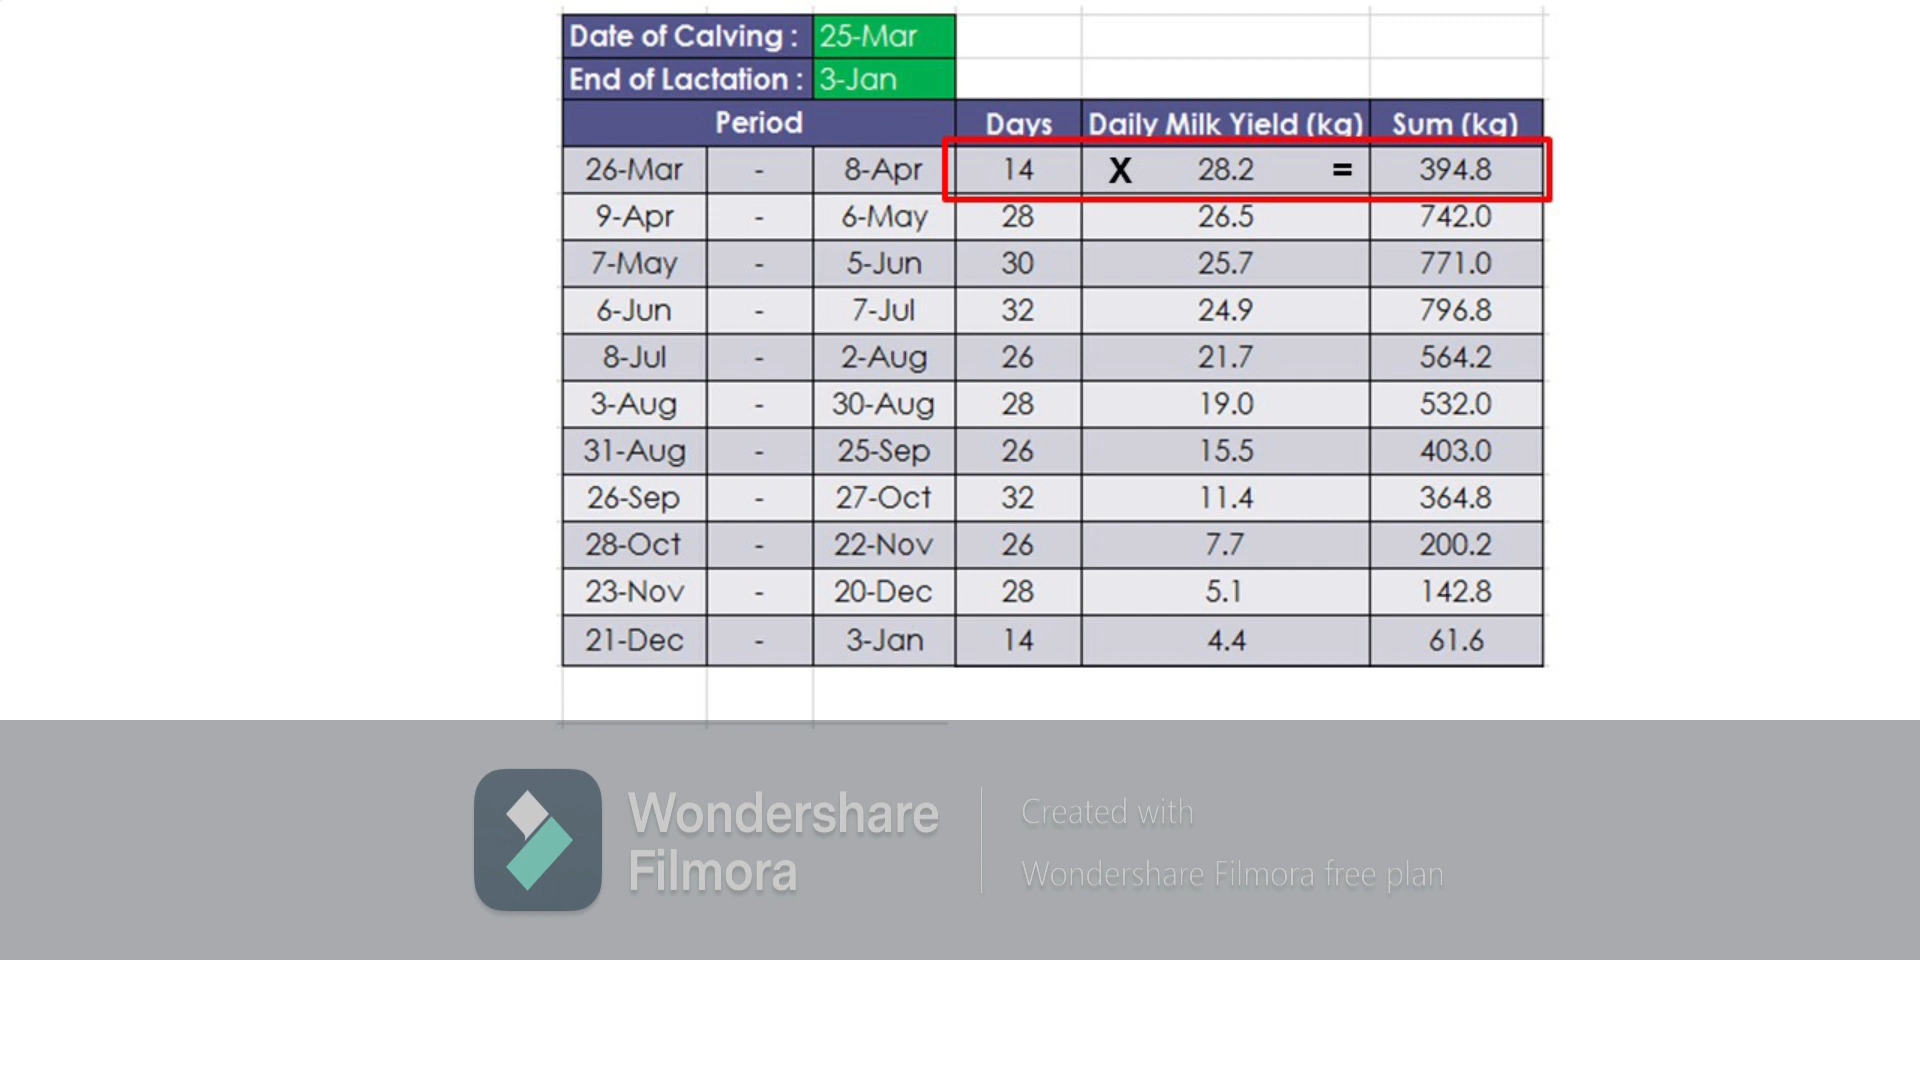 Date of Calving : 25-Mar
End of Lactation : 3-Jan
Period Days Daily Milk Yield (kg) Sum (kg)
26-Mar - 8-Apr 14 X 28.2 = 394.8
9-Apr - 6-May 28 26.5 742.0
7-May - 5-Jun 30 25.7 771.0
6-Jun - 7-Jul 32 24.9 796.8
8-Jul - 2-Aug 26 21.7 564.2
3-Aug - 30-Aug 28 19.0 532.0
31-Aug - 25-Sep 26 15.5 403.0
26-Sep - 27-Oct 32 11.4 364.8
28-Oct - 22-Nov 26 7.7 200.2
23-Nov - 20-Dec 28 5.1 142.8
21-Dec - 3-Jan 14 4.4 61.6
Wondershare
Filmora
Created with
Wondershare Filmora free plan